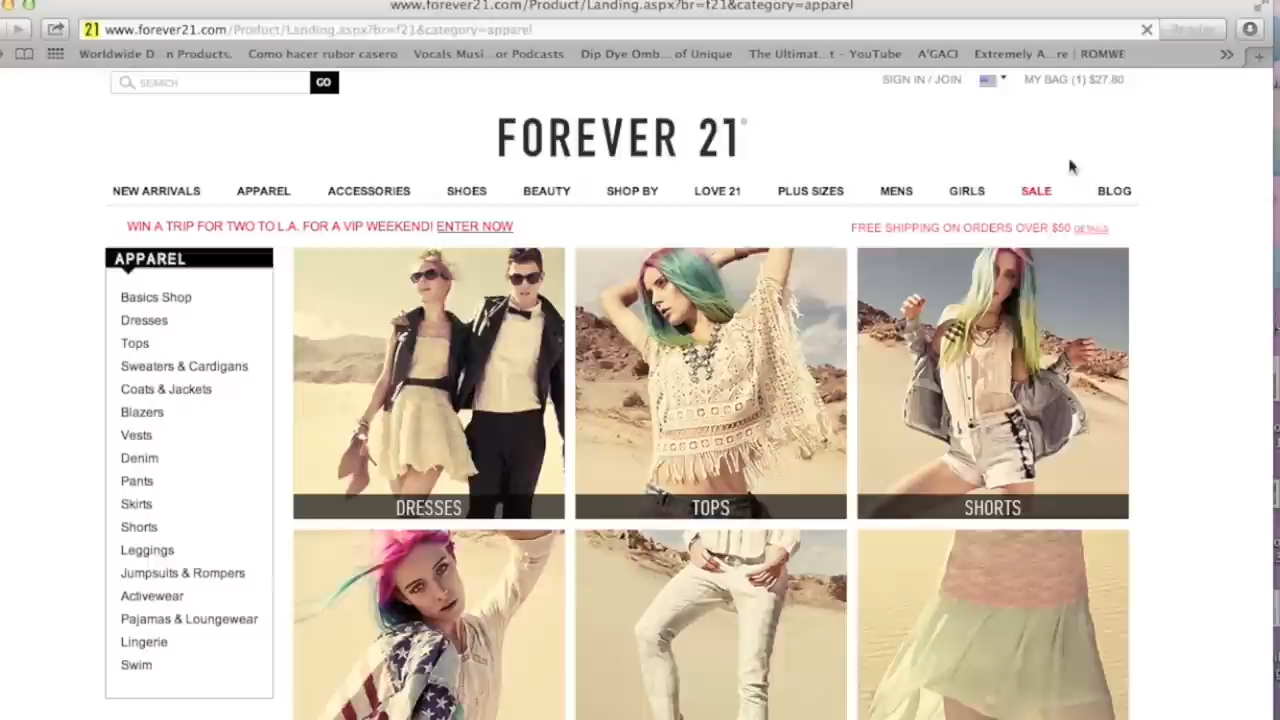 www.forever21.com/Product/Landing.aspx?br=f21&category=apparel
21 www.forever21.com/Product/Landing.aspx?br=f21&category=apparel
Worldwide D...n Products. Como hacer rubor casero Vocals Musi...or Podcasts Dip Dye Omb... of Unique The Ultimat...t - YouTube A'GACI Extremely A...re | ROMWE
SEARCH GO SIGN IN / JOIN MY BAG (1) $27.80
FOREVER 21
NEW ARRIVALS APPAREL ACCESSORIES SHOES BEAUTY SHOP BY LOVE 21 PLUS SIZES MENS GIRLS SALE BLOG
WIN A TRIP FOR TWO TO L.A. FOR A VIP WEEKEND! ENTER NOW FREE SHIPPING ON ORDERS OVER $50 DETAILS
APPAREL
Basics Shop
Dresses
Tops
Sweaters & Cardigans
Coats & Jackets
Blazers
Vests
Denim
Pants
Skirts
Shorts
Leggings
Jumpsuits & Rompers
Activewear
Pajamas & Loungewear
Lingerie
Swim
DRESSES TOPS SHORTS